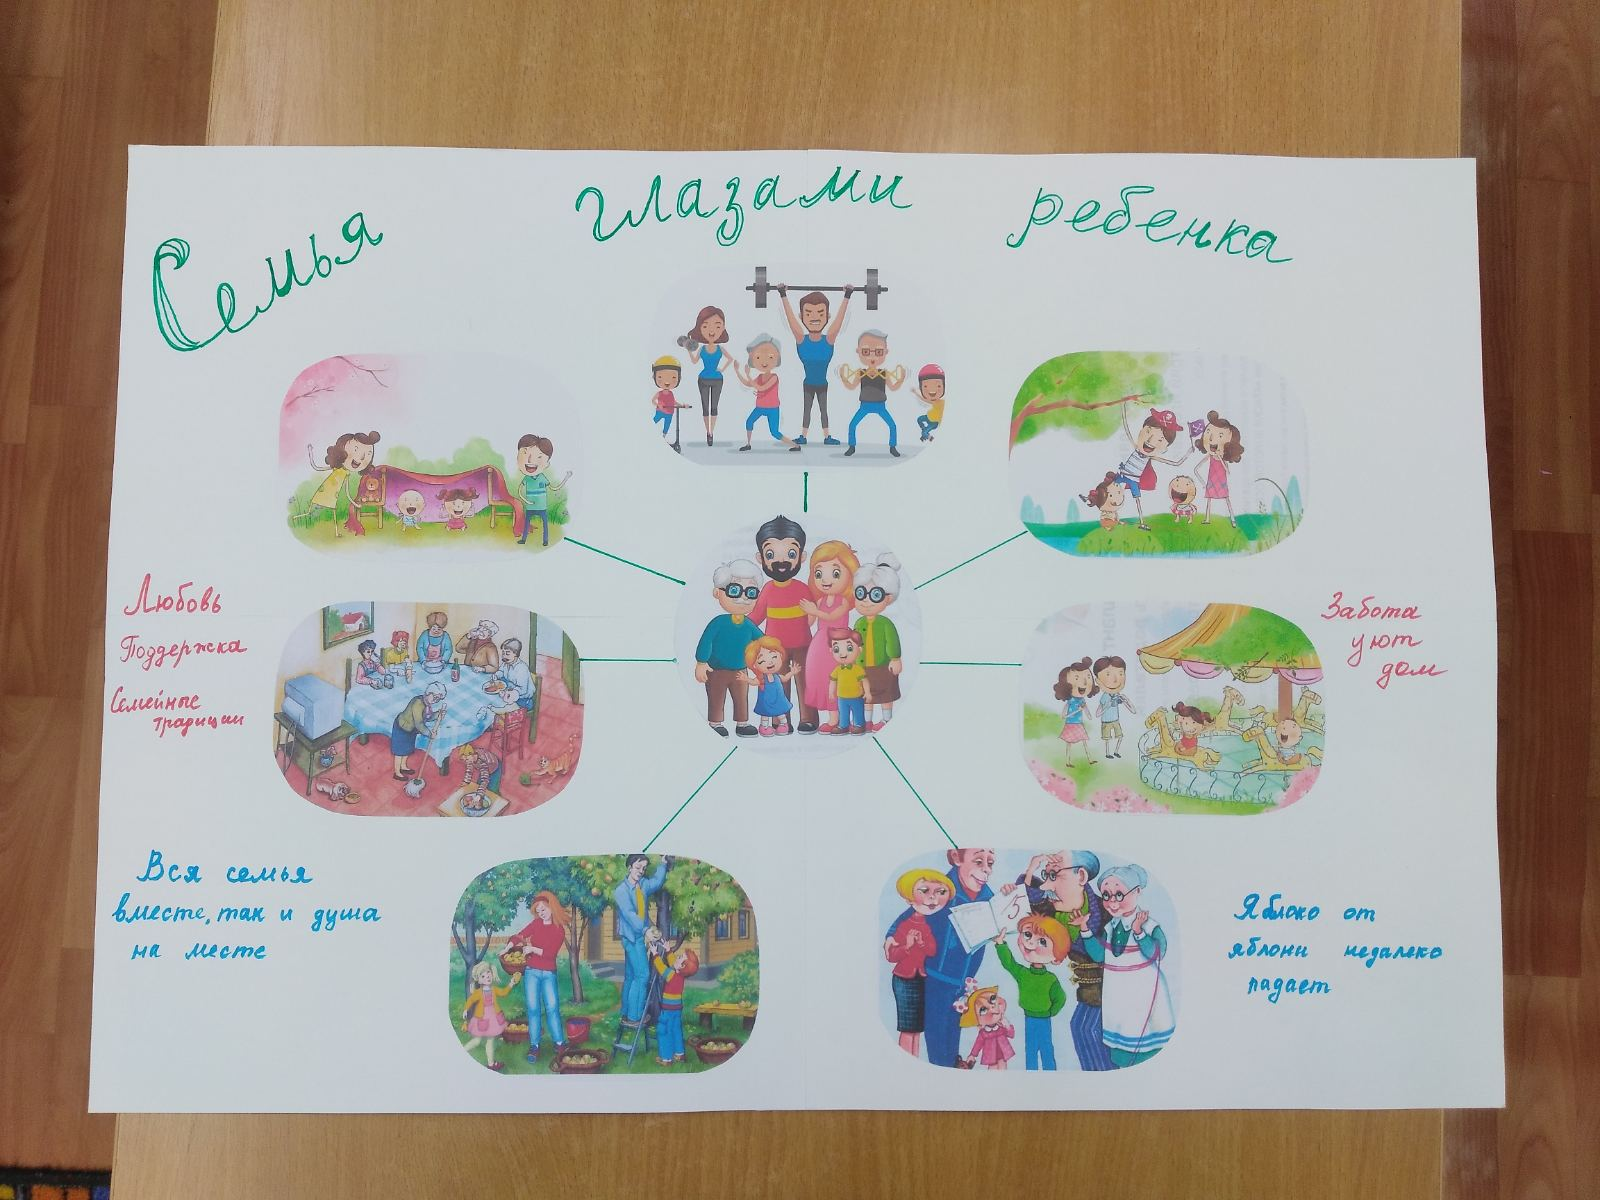 Семья глазами ребенка
Любовь
Поддержка
Семейные
традиции
Забота
уют
дом
Вся семья
вместе, так и душа
на месте
Яблоко от
яблони недалеко
падает
5